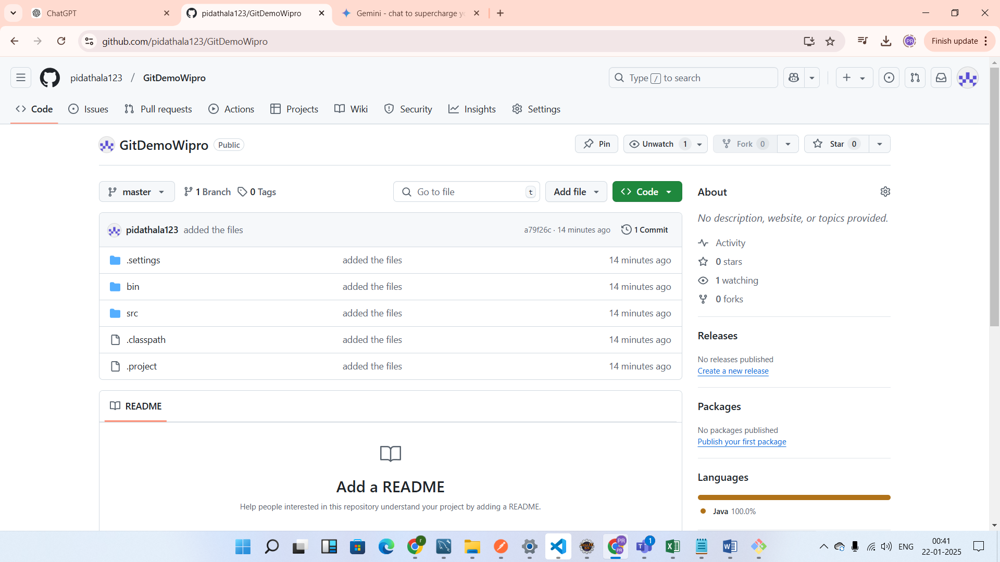 ChatGPT
pidathala123/GitDemoWipro
Gemini - chat to supercharge yo
github.com/pidathala123/GitDemoWipro
PR
Finish update
pidathala123 / GitDemoWipro
Type / to search
Code
Issues
Pull requests
Actions
Projects
Wiki
Security
Insights
Settings
GitDemoWipro Public
Pin
Unwatch 1
Fork 0
Star 0
master
1 Branch
0 Tags
Go to file t
Add file
Code
pidathala123 added the files
a79f26c · 14 minutes ago
1 Commit
.settings added the files 14 minutes ago
bin added the files 14 minutes ago
src added the files 14 minutes ago
.classpath added the files 14 minutes ago
.project added the files 14 minutes ago
README
Add a README
Help people interested in this repository understand your project by adding a README.
About
No description, website, or topics provided.
Activity
0 stars
1 watching
0 forks
Releases
No releases published
Create a new release
Packages
No packages published
Publish your first package
Languages
Java 100.0%
r
PR
PR
1
ENG
00:41
22-01-2025